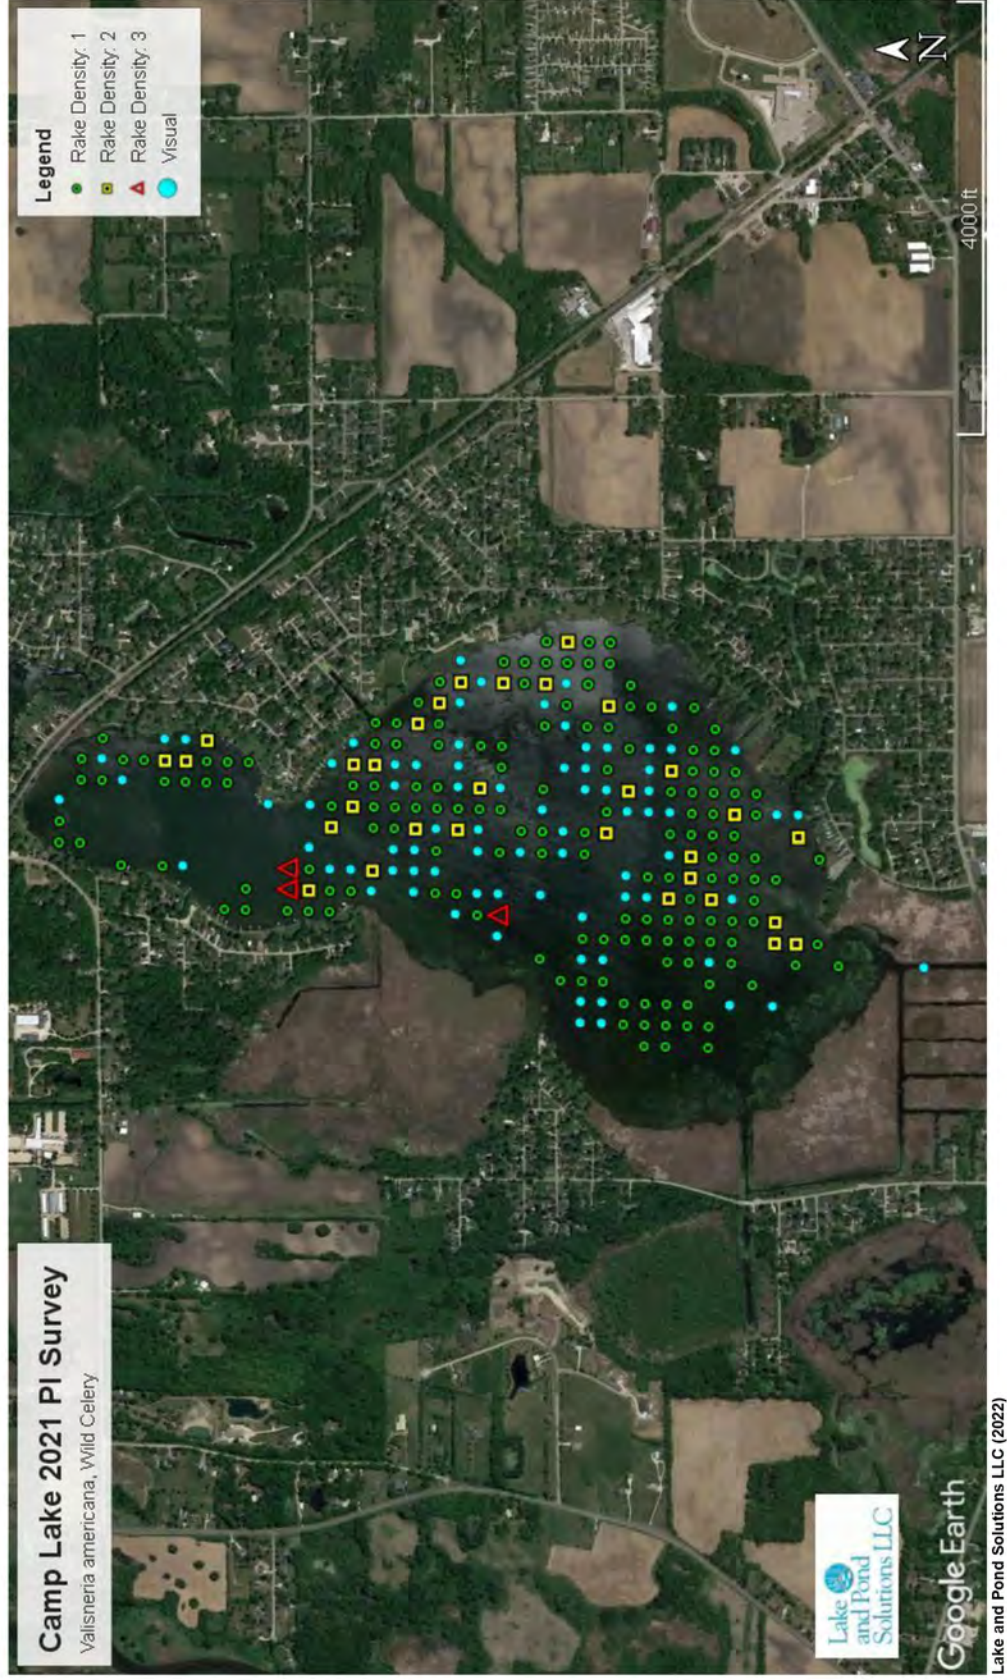 Camp Lake 2021 PI Survey
Valisneria americana, Wild Celery
Legend
Rake Density: 1
Rake Density: 2
Rake Density: 3
Visual
N
4000 ft
Lake
and Pond
Solutions LLC
Google Earth
Lake and Pond Solutions LLC (2022)